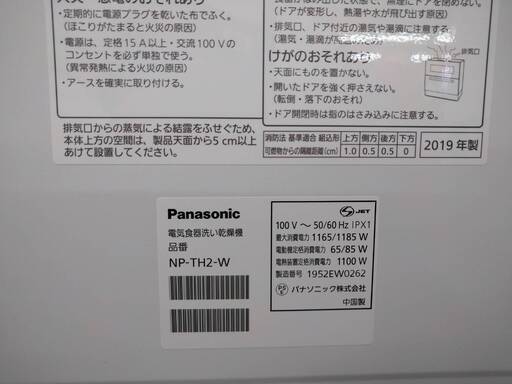 ・定期的に電源プラグを乾いた布でふく。
(ほこりがたまると火災の原因)
・電源は、定格15A以上・交流100Vの
コンセントを必ず単独で使う。
(異常発熱による火災の原因)
・アースを確実に取り付ける。
(ドアが変形し、熱湯や水が飛び出す原因)
・排気口、ドア付近の湯気や湯滴に注意する。
排気口
けがのおそれあり
・天面にものを置かない。
・開いたドアを強く押さえない。
(転倒・落下のおそれ)
・ドア開閉時は指のはさみ込みに注意する。
排気口からの蒸気による結露をふせぐため、
本体上方の空間は、製品天面から5cm以上
あけて設置してください。
消防法 基準適合 組込形 上方 側方 後方 下方
可燃物からの離隔距離(cm) 1.0 0.5 0.5 0
2019年製
Panasonic
電気食器洗い乾燥機
品番
NP-TH2-W
S JET
100 V ~ 50/60 Hz IPX1
最大消費電力 1165/1185 W
電動機定格消費電力 65/85 W
電熱装置定格消費電力 1100 W
製造番号 1952EW0262
PS E
パナソニック株式会社
中国製